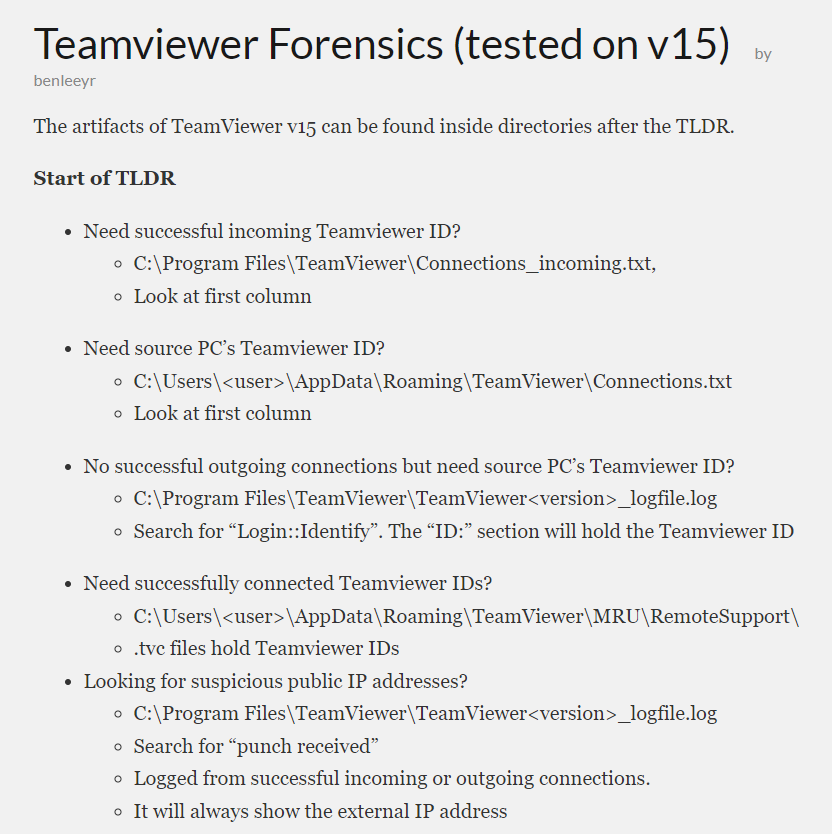 Teamviewer Forensics (tested on v15) by
benleeyr
The artifacts of TeamViewer v15 can be found inside directories after the TLDR.
Start of TLDR
• Need successful incoming Teamviewer ID?
◦ C:\Program Files\TeamViewer\Connections_incoming.txt,
◦ Look at first column
• Need source PC’s Teamviewer ID?
◦ C:\Users\<user>\AppData\Roaming\TeamViewer\Connections.txt
◦ Look at first column
• No successful outgoing connections but need source PC’s Teamviewer ID?
◦ C:\Program Files\TeamViewer\TeamViewer<version>_logfile.log
◦ Search for “Login::Identify”. The “ID:” section will hold the Teamviewer ID
• Need successfully connected Teamviewer IDs?
◦ C:\Users\<user>\AppData\Roaming\TeamViewer\MRU\RemoteSupport\
◦ .tvc files hold Teamviewer IDs
• Looking for suspicious public IP addresses?
◦ C:\Program Files\TeamViewer\TeamViewer<version>_logfile.log
◦ Search for “punch received”
◦ Logged from successful incoming or outgoing connections.
◦ It will always show the external IP address